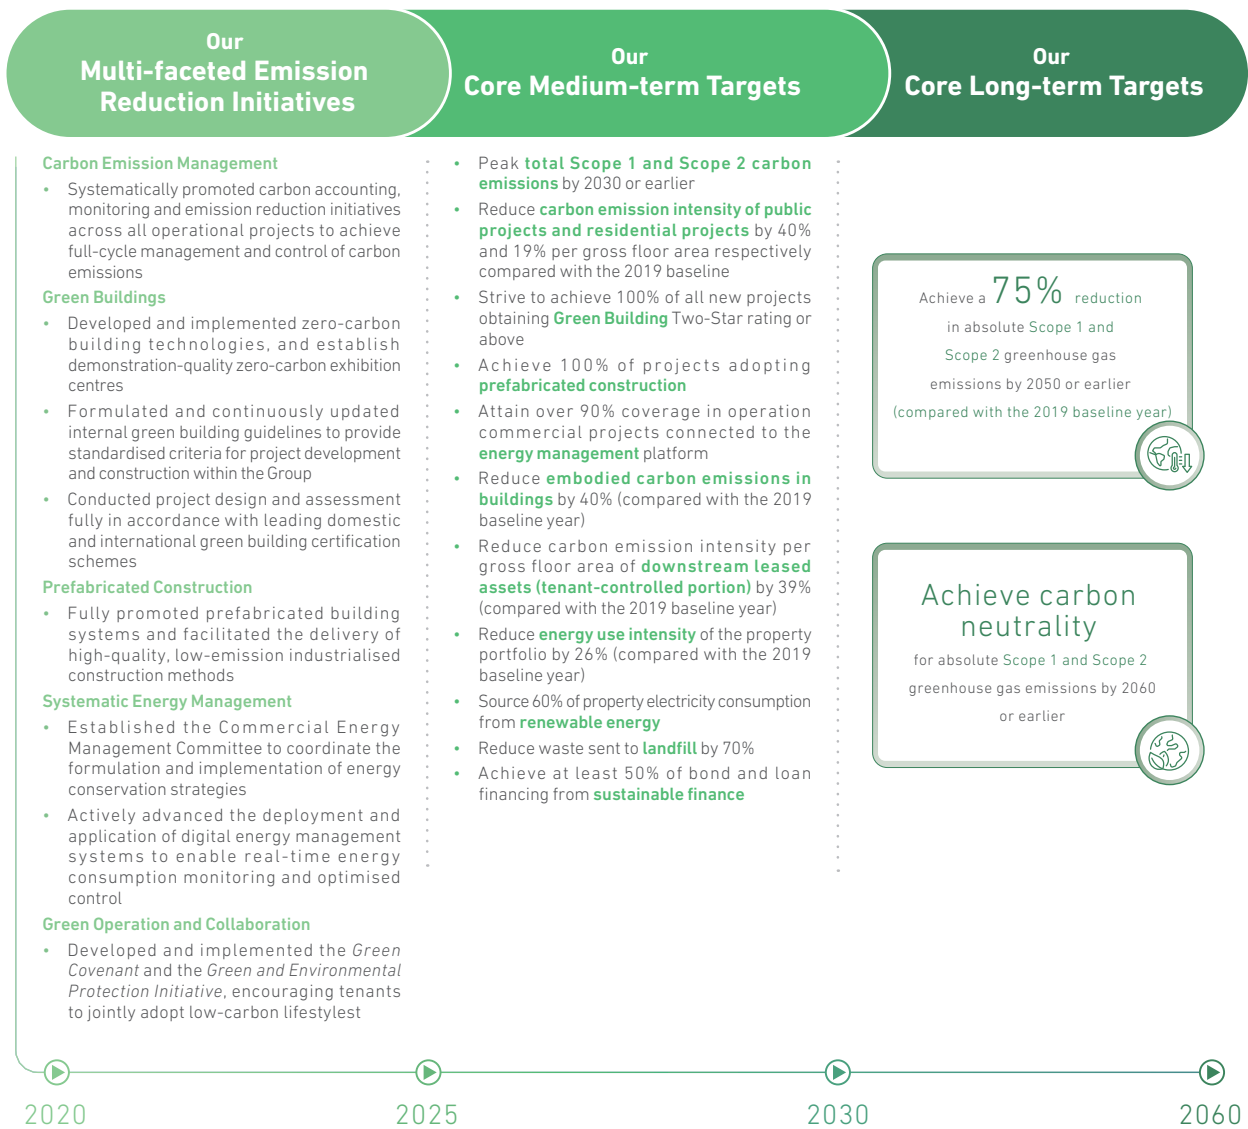 Our
Multi-faceted Emission
Reduction Initiatives
Our
Core Medium-term Targets
Our
Core Long-term Targets
Carbon Emission Management
• Systematically promoted carbon accounting,
monitoring and emission reduction initiatives
across all operational projects to achieve
full-cycle management and control of carbon
emissions
Green Buildings
• Developed and implemented zero-carbon
building technologies, and establish
demonstration-quality zero-carbon exhibition
centres
• Formulated and continuously updated
internal green building guidelines to provide
standardised criteria for project development
and construction within the Group
• Conducted project design and assessment
fully in accordance with leading domestic
and international green building certification
schemes
Prefabricated Construction
• Fully promoted prefabricated building
systems and facilitated the delivery of
high-quality, low-emission industrialised
construction methods
Systematic Energy Management
• Established the Commercial Energy
Management Committee to coordinate the
formulation and implementation of energy
conservation strategies
• Actively advanced the deployment and
application of digital energy management
systems to enable real-time energy
consumption monitoring and optimised
control
Green Operation and Collaboration
• Developed and implemented the Green
Covenant and the Green and Environmental
Protection Initiative, encouraging tenants
to jointly adopt low-carbon lifestylest
• Peak total Scope 1 and Scope 2 carbon
emissions by 2030 or earlier
• Reduce carbon emission intensity of public
projects and residential projects by 40%
and 19% per gross floor area respectively
compared with the 2019 baseline
• Strive to achieve 100% of all new projects
obtaining Green Building Two-Star rating or
above
• Achieve 100% of projects adopting
prefabricated construction
• Attain over 90% coverage in operation
commercial projects connected to the
energy management platform
• Reduce embodied carbon emissions in
buildings by 40% (compared with the 2019
baseline year)
• Reduce carbon emission intensity per
gross floor area of downstream leased
assets (tenant-controlled portion) by 39%
(compared with the 2019 baseline year)
• Reduce energy use intensity of the property
portfolio by 26% (compared with the 2019
baseline year)
• Source 60% of property electricity consumption
from renewable energy
• Reduce waste sent to landfill by 70%
• Achieve at least 50% of bond and loan
financing from sustainable finance
Achieve a 75% reduction
in absolute Scope 1 and
Scope 2 greenhouse gas
emissions by 2050 or earlier
(compared with the 2019 baseline year)
Achieve carbon
neutrality
for absolute Scope 1 and Scope 2
greenhouse gas emissions by 2060
or earlier
2020
2025
2030
2060